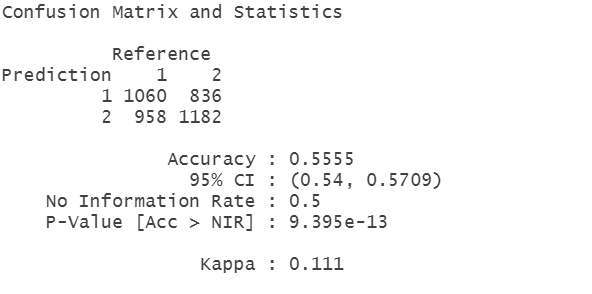 Confusion Matrix and Statistics
Reference
Prediction 1 2
1 1060 836
2 958 1182
Accuracy : 0.5555
95% CI : (0.54, 0.5709)
No Information Rate : 0.5
P-Value [Acc > NIR] : 9.395e-13
Kappa : 0.111